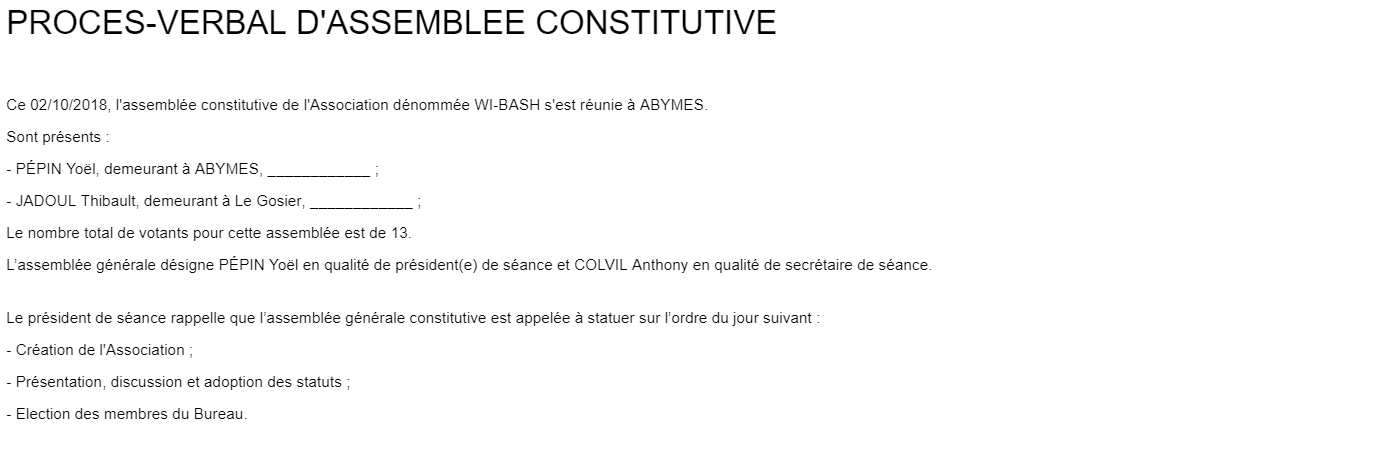 PROCES-VERBAL D'ASSEMBLEE CONSTITUTIVE
Ce 02/10/2018, l'assemblée constitutive de l'Association dénommée WI-BASH s'est réunie à ABYMES.
Sont présents :
- PÉPIN Yoël, demeurant à ABYMES, ____________ ;
- JADOUL Thibault, demeurant à Le Gosier, ____________ ;
Le nombre total de votants pour cette assemblée est de 13.
L’assemblée générale désigne PÉPIN Yoël en qualité de président(e) de séance et COLVIL Anthony en qualité de secrétaire de séance.
Le président de séance rappelle que l’assemblée générale constitutive est appelée à statuer sur l’ordre du jour suivant :
- Création de l'Association ;
- Présentation, discussion et adoption des statuts ;
- Election des membres du Bureau.